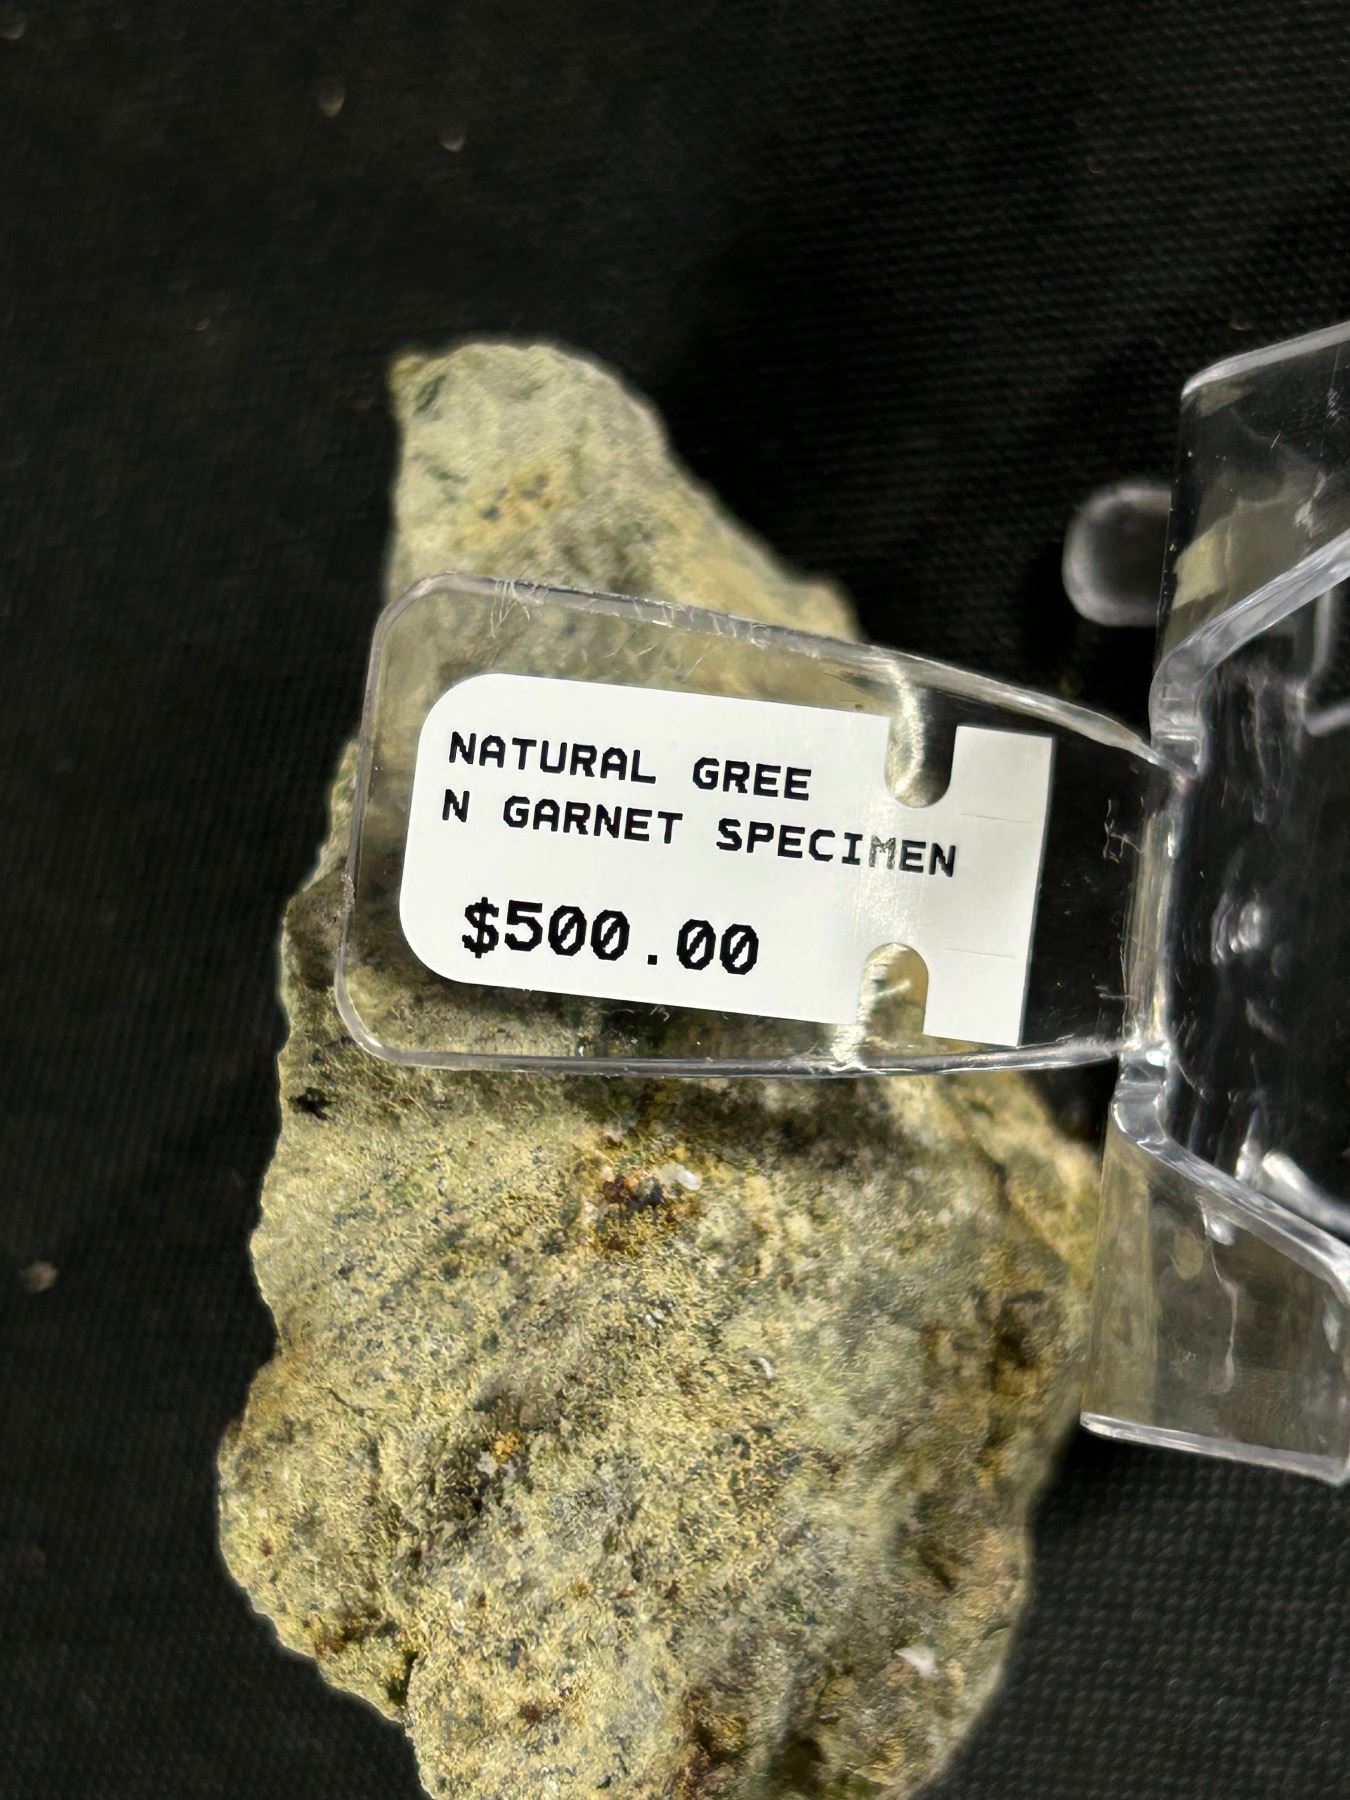 NATURAL GREE
N GARNET SPECIMEN
$500.00